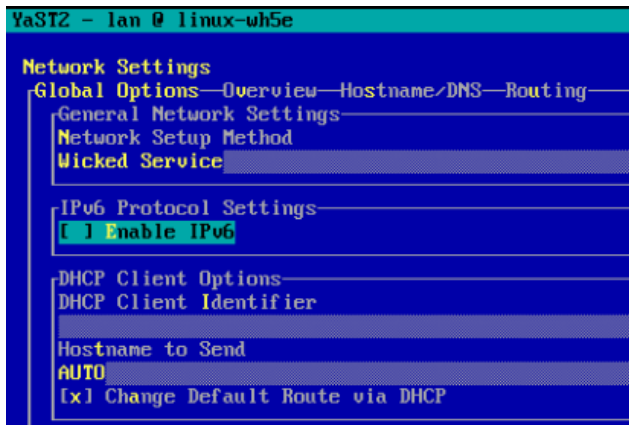 YaST2 - lan @ linux-wh5e
Network Settings
Global Options—Overview—Hostname/DNS—Routing
General Network Settings
Network Setup Method
Wicked Service
IPv6 Protocol Settings
[ ] Enable IPv6
DHCP Client Options
DHCP Client Identifier
Hostname to Send
AUTO
[x] Change Default Route via DHCP